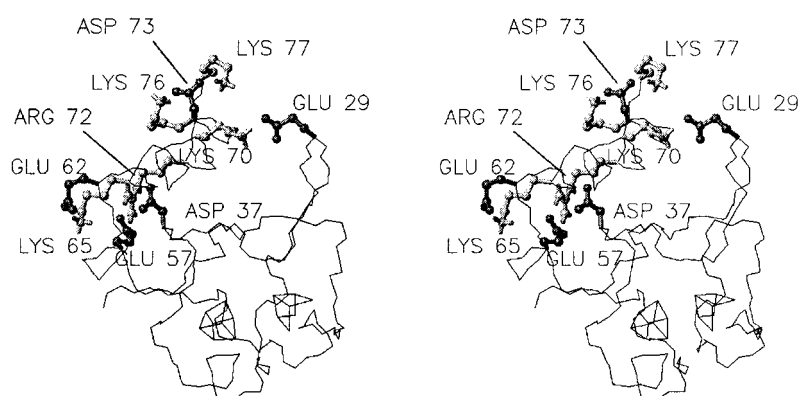 ASP 73
LYS 77
LYS 76
GLU 29
ARG 72
GLU 62
LYS 70
ASP 37
LYS 65
GLU 57
ASP 73
LYS 77
LYS 76
GLU 29
ARG 72
GLU 62
LYS 70
ASP 37
LYS 65
GLU 57